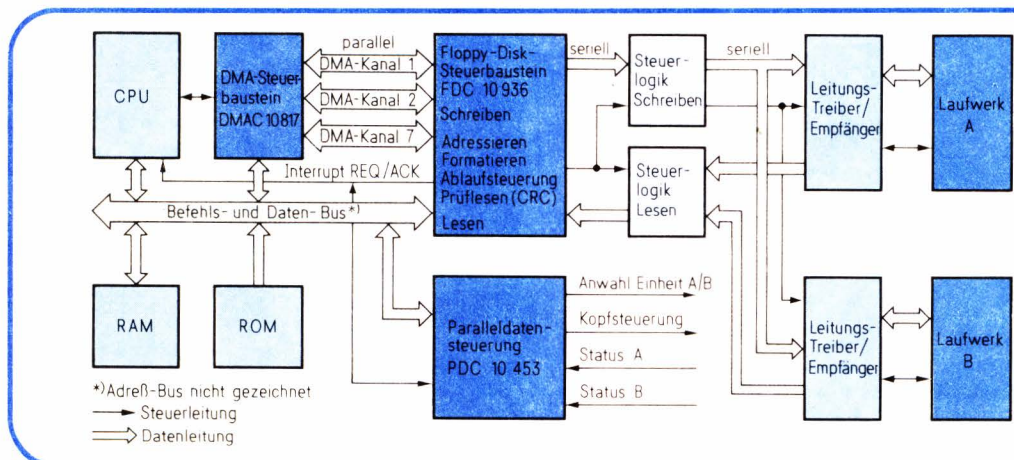 CPU
DMA-Steuer-
baustein
DMAC 10817
parallel
DMA-Kanal 1
DMA-Kanal 2
DMA-Kanal 7
Interrupt REQ/ACK
Befehls- und Daten-Bus*)
RAM
ROM
*)Adreß-Bus nicht gezeichnet
Steuerleitung
Datenleitung
Floppy-Disk-
Steuerbaustein
FDC 10 936
Schreiben
Adressieren
Formatieren
Ablaufsteuerung
Prüflesen (CRC)
Lesen
Paralleldaten-
steuerung
PDC 10 453
seriell
Steuer-
logik
Schreiben
Steuer-
logik
Lesen
seriell
Anwahl Einheit A/B
Kopfsteuerung
Status A
Status B
Leitungs-
Treiber/
Empfänger
Laufwerk
A
Leitungs-
Treiber/
Empfänger
Laufwerk
B